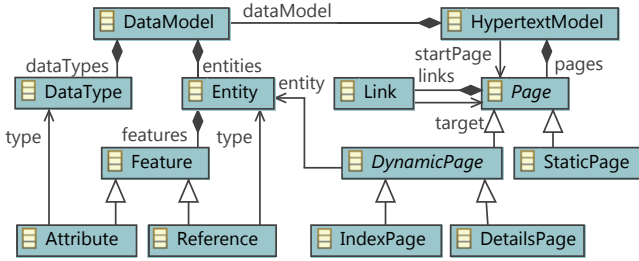 DataModel
dataModel
HypertextModel
dataTypes
entities
startPage
links
pages
DataType
Entity
entity
Link
Page
type
features
type
target
Feature
DynamicPage
StaticPage
Attribute
Reference
IndexPage
DetailsPage